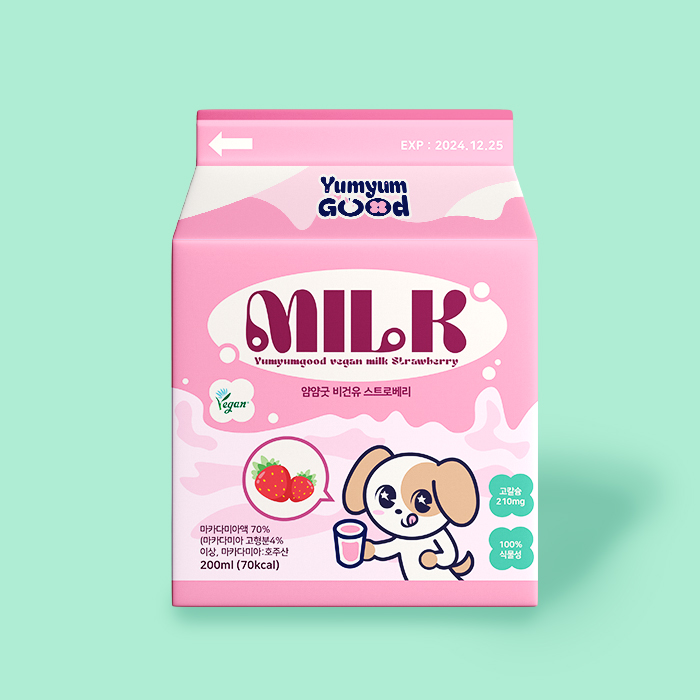 EXP : 2024.12.25
Yumyum
GOOd
MILK
Yumyumgood vegan milk Strawberry
얌얌굿 비건유 스트로베리
Vegan
마카다미아액 70%
(마카다미아 고형분4%
이상, 마카다미아:호주산
200ml (70kcal)
고칼슘
210mg
100%
식물성